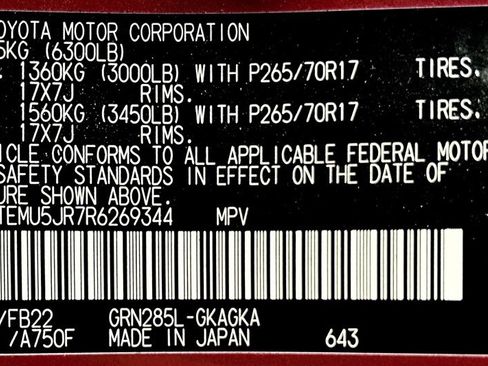 OYOTA MOTOR CORPORATION
5KG (6300LB)
. 1360KG (3000LB) WITH P265/70R17 TIRES.
17X7J RIMS.
1560KG (3450LB) WITH P265/70R17 TIRES.
17X7J RIMS.
ICLE CONFORMS TO ALL APPLICABLE FEDERAL MOTOR
SAFETY STANDARDS IN EFFECT ON THE DATE OF
URE SHOWN ABOVE.
TEMU5JR7R6269344 MPV
/FB22 GRN285L-GKAGKA
/A750F MADE IN JAPAN 643